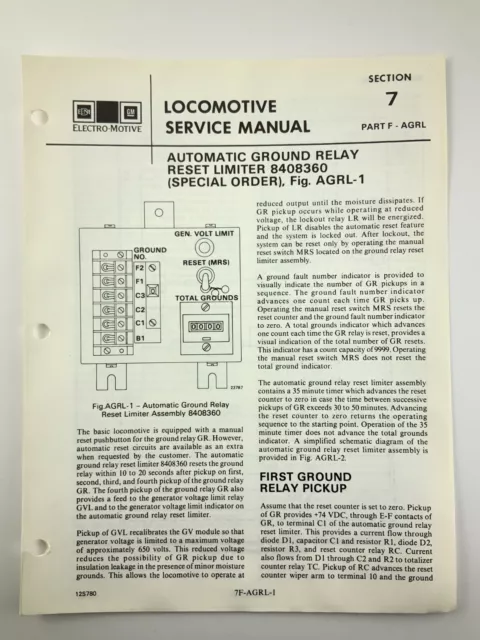 SECTION
7
PART F - AGRL
EMD
GM
ELECTRO-MOTIVE
LOCOMOTIVE
SERVICE MANUAL
AUTOMATIC GROUND RELAY
RESET LIMITER 8408360
(SPECIAL ORDER), Fig. AGRL-1
GEN. VOLT LIMIT
GROUND
NO.
RESET (MRS)
F2
F1
C3
TOTAL GROUNDS
C2
0000
C1
B1
22767
Fig.AGRL-1 - Automatic Ground Relay
Reset Limiter Assembly 8408360
The basic locomotive is equipped with a manual
reset pushbutton for the ground relay GR. However,
automatic reset circuits are available as an extra
when requested by the customer. The automatic
ground relay reset limiter 8408360 resets the ground
relay within 10 to 20 seconds after pickup on first,
second, third, and fourth pickup of the ground relay
GR. The fourth pickup of the ground relay GR also
provides a feed to the generator voltage limit relay
GVL and to the generator voltage limit indicator on
the automatic ground relay reset limiter.
Pickup of GVL recalibrates the GV module so that
generator voltage is limited to a maximum voltage
of approximately 650 volts. This reduced voltage
reduces the possibility of GR pickup due to
insulation leakage in the presence of minor moisture
grounds. This allows the locomotive to operate at
reduced output until the moisture dissipates. If
GR pickup occurs while operating at reduced
voltage, the lockout relay LR will be energized.
Pickup of LR disables the automatic reset feature
and the system is locked out. After lockout, the
system can be reset only by operating the manual
reset switch MRS located on the ground relay reset
limiter assembly.
A ground fault number indicator is provided to
visually indicate the number of GR pickups in a
sequence. The ground fault number indicator
advances one count each time GR picks up.
Operating the manual reset switch MRS resets the
reset counter and the ground fault number indicator
to zero. A total grounds indicator which advances
one count each time the GR relay is reset, provides a
visual indication of the total number of GR resets.
This indicator has a count capacity of 9999. Operating
the manual reset switch MRS does not reset the
total ground indicator.
The automatic ground relay reset limiter assembly
contains a 35 minute timer which advances the reset
counter to zero in case the time between successive
pickups of GR exceeds 30 to 50 minutes. Advancing
the reset counter to zero returns the operating
sequence to the starting point. Operation of the 35
minute timer does not advance the total grounds
indicator. A simplified schematic diagram of the
automatic ground relay reset limiter assembly is
provided in Fig. AGRL-2.
FIRST GROUND
RELAY PICKUP
Assume that the reset counter is set to zero. Pickup
of GR provides +74 VDC, through E-F contacts of
GR, to terminal C1 of the automatic ground relay
reset limiter. This provides a current flow through
diode D1, capacitor C1 and resistor R1, diode D2,
resistor R3, and reset counter relay RC. Current
also flows from D1 through C2 and R2 to totalizer
counter relay TC. Pickup of RC advances the reset
counter wiper arm to terminal 10 and the ground
12S780
7F-AGRL-1